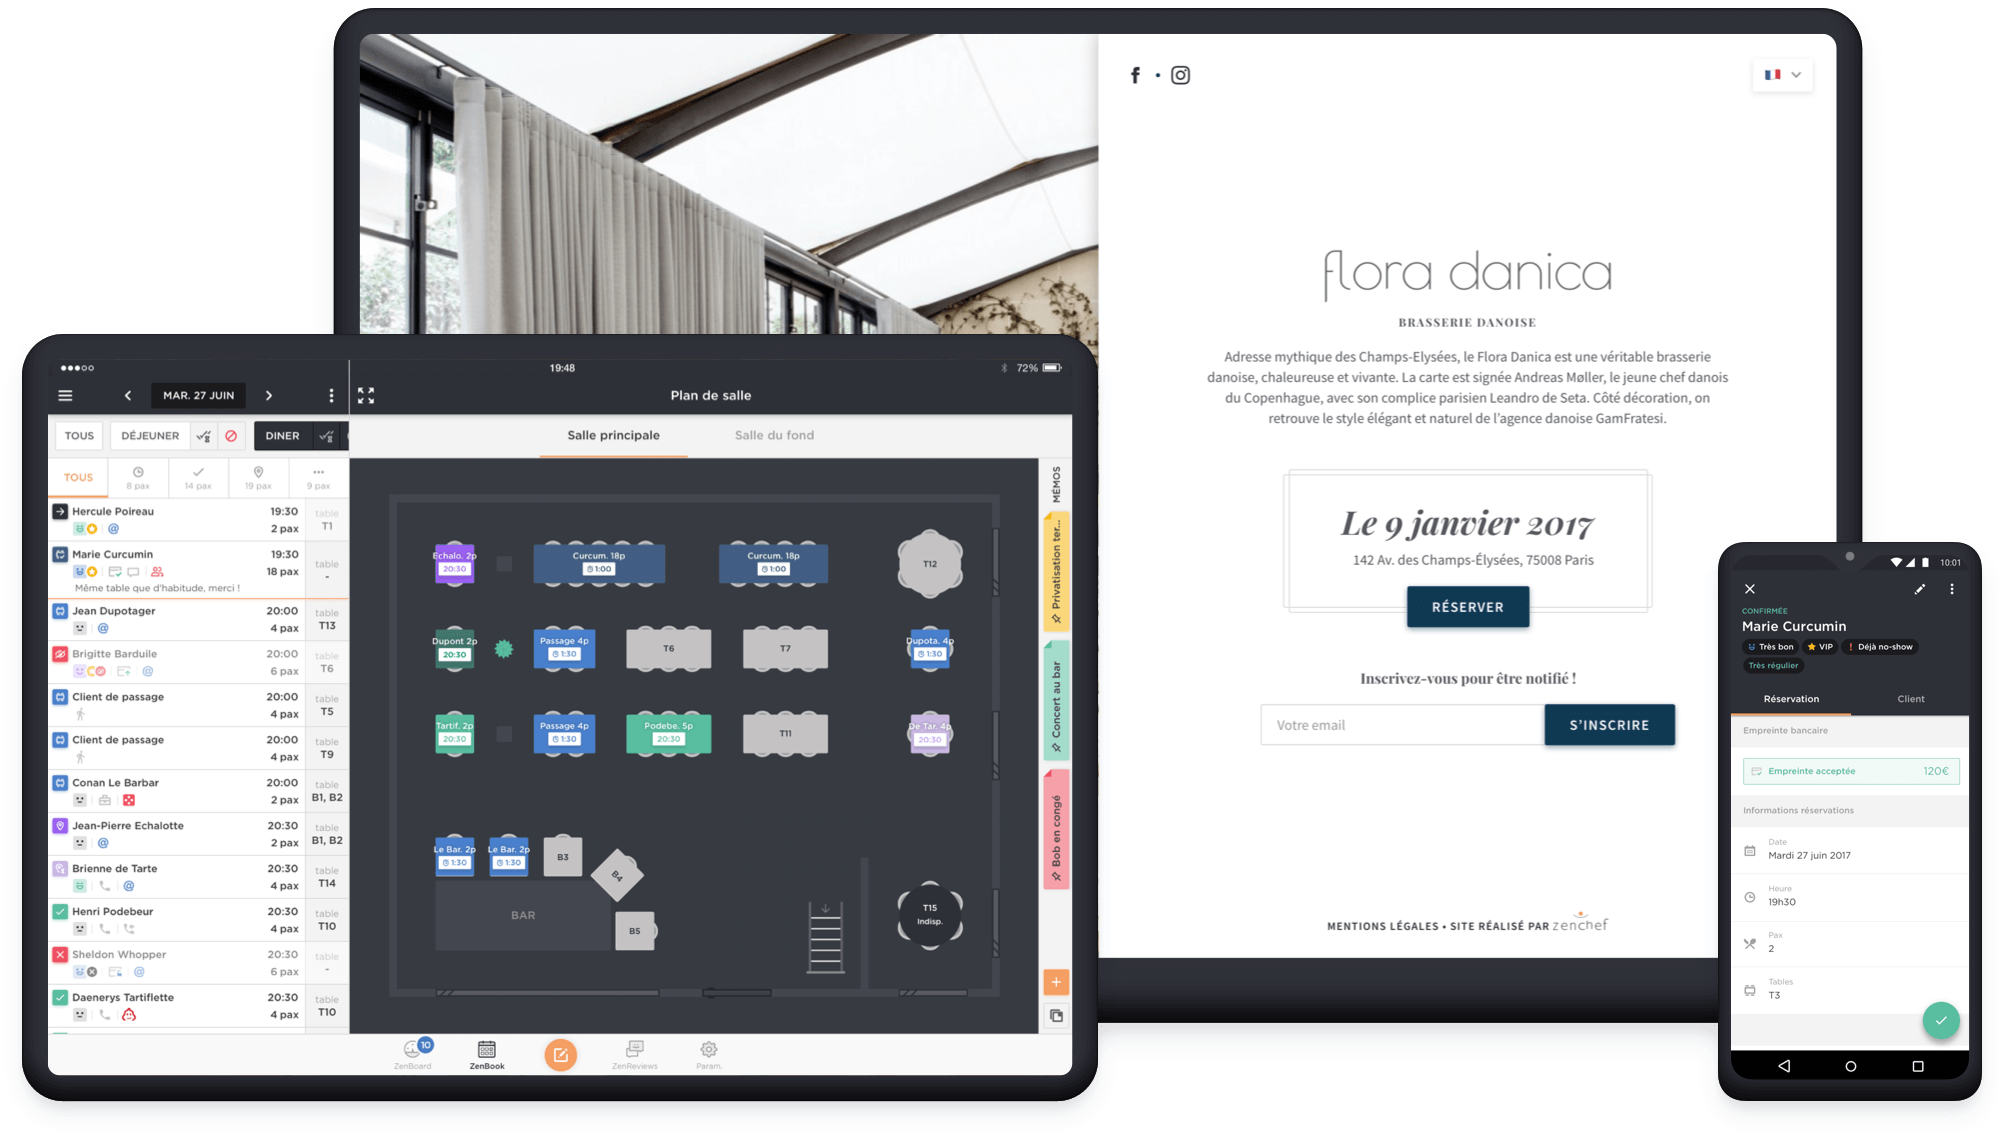 flora danica
BRASSERIE DANOISE
Adresse mythique des Champs-Elysées, le Flora Danica est une véritable brasserie
danoise, chaleureuse et vivante. La carte est signée Andreas Møller, le jeune chef danois
du Copenhague, avec son complice parisien Leandro de Seta. Côté décoration, on
retrouve le style élégant et naturel de l'agence danoise GamFratesi.
Le 9 janvier 2017
142 Av. des Champs-Élysées, 75008 Paris
RÉSERVER
Inscrivez-vous pour être notifié !
Votre email
S'INSCRIRE
MENTIONS LÉGALES • SITE RÉALISÉ PAR zenchef
19:48
72%
MAR. 27 JUIN
Plan de salle
TOUS
DÉJEUNER
DINER
Salle principale
Salle du fond
TOUS
8 pax
14 pax
19 pax
9 pax
Hercule Poireau 19:30 table
2 pax T1
Marie Curcumin 19:30 table
18 pax -
Même table que d'habitude, merci !
Jean Dupotager 20:00 table
4 pax T13
Brigitte Barduile 20:00 table
6 pax T6
Client de passage 20:00 table
4 pax T5
Client de passage 20:00 table
4 pax T9
Conan Le Barbar 20:00 table
2 pax B1, B2
Jean-Pierre Echalotte 20:30 table
2 pax B1, B2
Brienne de Tarte 20:30 table
4 pax T14
Henri Podebeur 20:30 table
4 pax T10
Sheldon Whopper 20:30 table
6 pax -
Daenerys Tartiflette 20:30 table
4 pax T10
Echalo. 2p
20:30
Curcum. 18p
1:00
Curcum. 18p
1:00
T12
Dupont 2p
20:30
Passage 4p
1:30
T6
T7
Dupota. 4p
1:30
Tartif. 2p
20:30
Passage 4p
1:30
Podebe. 5p
20:30
T11
De Tar. 4p
20:30
Le Bar. 2p
1:30
Le Bar. 2p
1:30
B3
B4
B5
BAR
T15
Indisp.
MÉMOS
Privatisation ter...
Concert au bar
Bob en congé
+
10
ZenBoard
ZenBook
ZenReviews
Param.
10:01
CONFIRMÉE
Marie Curcumin
Très bon
VIP
Déjà no-show
Très régulier
Réservation
Client
Empreinte bancaire
Empreinte acceptée 120€
Informations réservations
Date
Mardi 27 juin 2017
Heure
19h30
Pax
2
Tables
T3